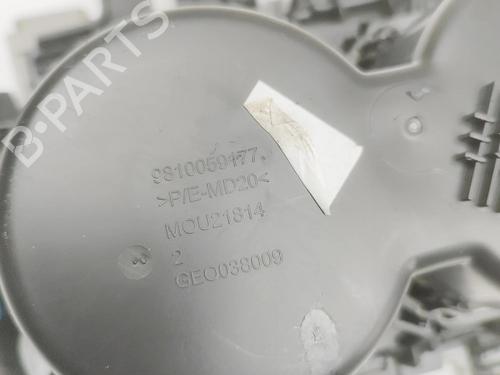 B-PARTS
9810059177.
>P/E-MD20<
MOU21814
2
GEO038009